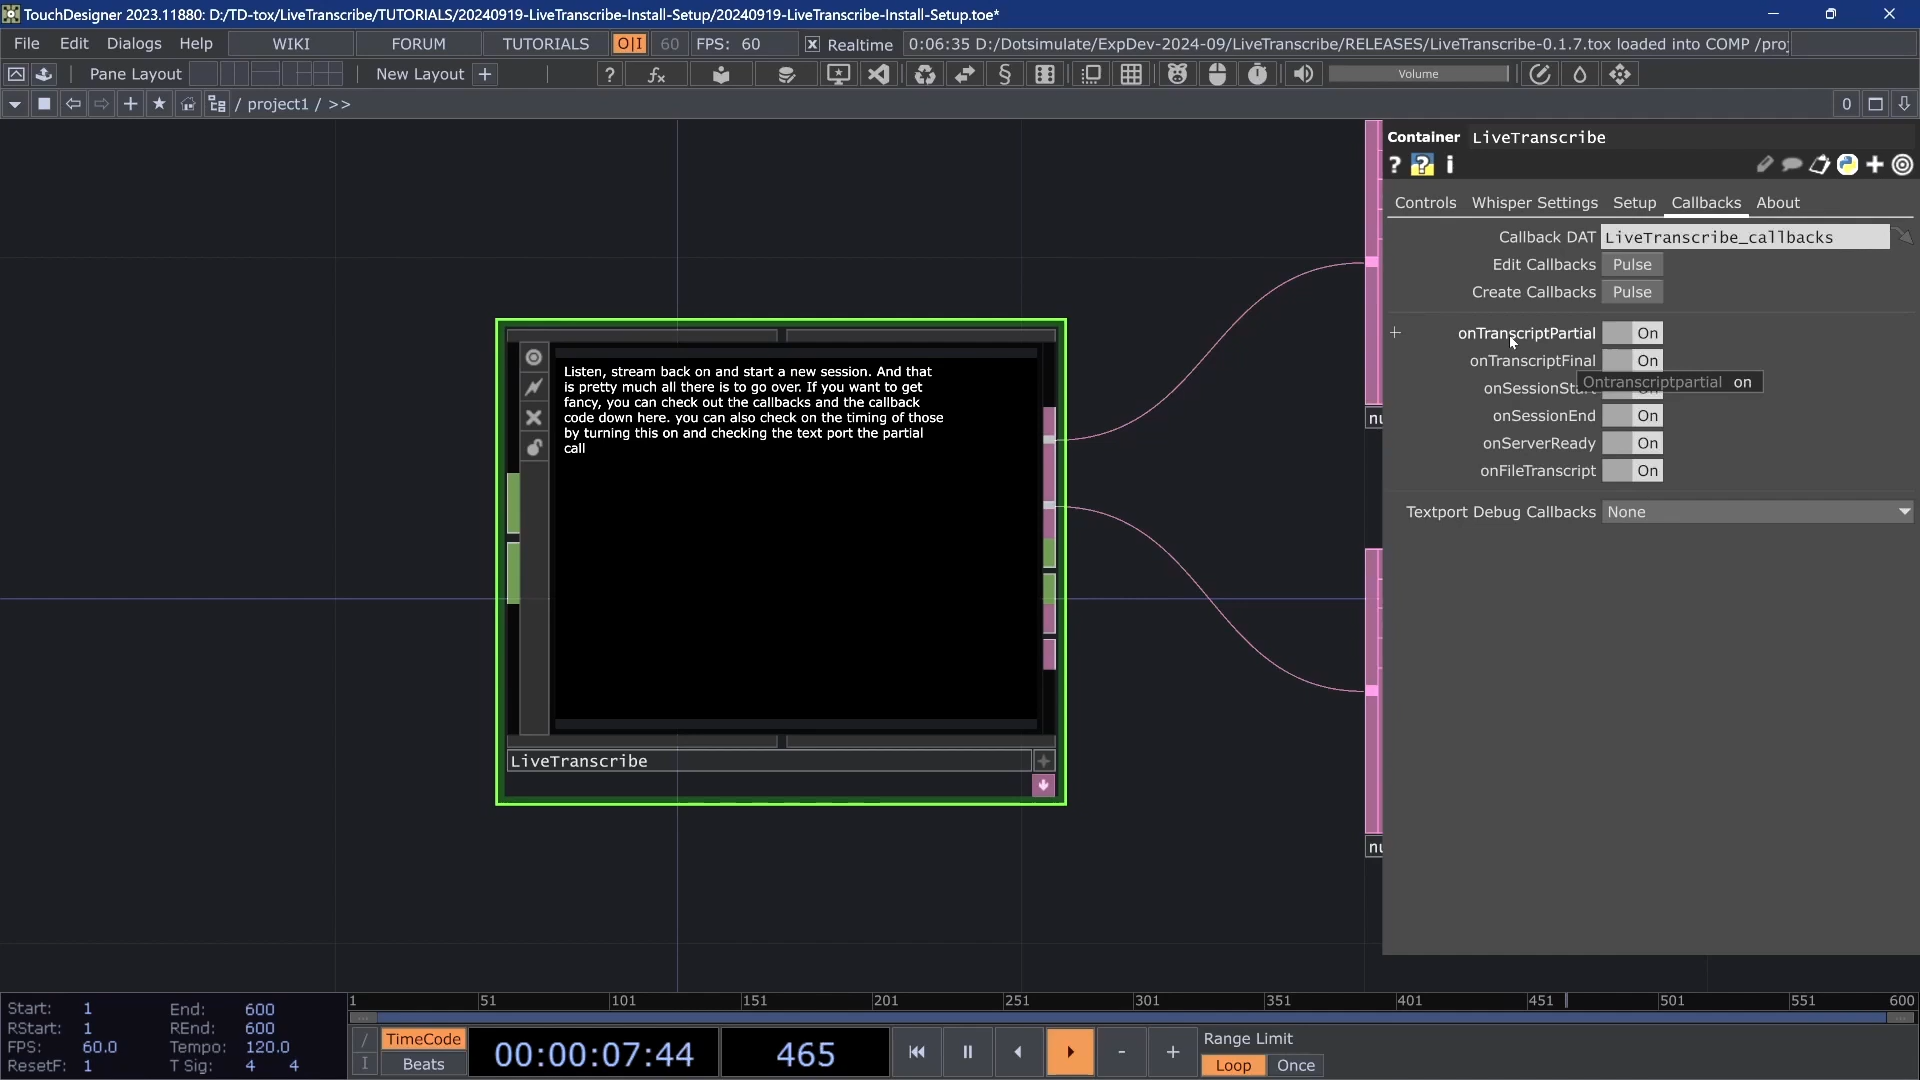 TouchDesigner 2023.11880: D:/TD-tox/LiveTranscribe/TUTORIALS/20240919-LiveTranscribe-Install-Setup/20240919-LiveTranscribe-Install-Setup.toe*
File Edit Dialogs Help WIKI FORUM TUTORIALS O|I 60 FPS: 60 Realtime 0:06:35 D:/Dotsimulate/ExpDev-2024-09/LiveTranscribe/RELEASES/LiveTranscribe-0.1.7.tox loaded into COMP /pro
Pane Layout New Layout + ? fx Volume
/ project1 / >> 0
Container LiveTranscribe
? ? i
Controls Whisper Settings Setup Callbacks About
Callback DAT LiveTranscribe_callbacks
Edit Callbacks Pulse
Create Callbacks Pulse
+ onTranscriptPartial On
onTranscriptFinal On
Ontranscriptpartial on
onSessionSta
onSessionEnd On
onServerReady On
onFileTranscript On
Textport Debug Callbacks None
Listen, stream back on and start a new session. And that
is pretty much all there is to go over. If you want to get
fancy, you can check out the callbacks and the callback
code down here. you can also check on the timing of those
by turning this on and checking the text port the partial
call
LiveTranscribe
nu
nu
1 51 101 151 201 251 301 351 401 451 501 551 600
Start: 1 End: 600
RStart: 1 REnd: 600
FPS: 60.0 Tempo: 120.0
ResetF: 1 T Sig: 4 4
/ TimeCode
I Beats
00:00:07:44 465
- +
Range Limit
Loop Once